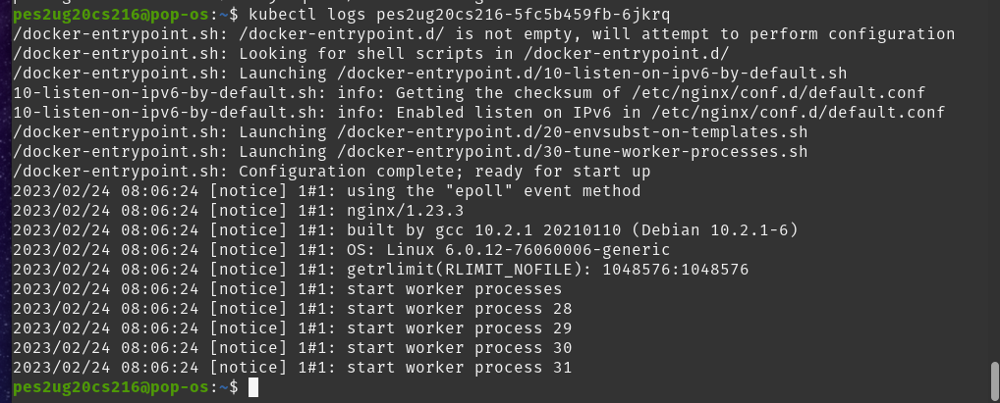 pes2ug20cs216@pop-os:~$ kubectl logs pes2ug20cs216-5fc5b459fb-6jkrq
/docker-entrypoint.sh: /docker-entrypoint.d/ is not empty, will attempt to perform configuration
/docker-entrypoint.sh: Looking for shell scripts in /docker-entrypoint.d/
/docker-entrypoint.sh: Launching /docker-entrypoint.d/10-listen-on-ipv6-by-default.sh
10-listen-on-ipv6-by-default.sh: info: Getting the checksum of /etc/nginx/conf.d/default.conf
10-listen-on-ipv6-by-default.sh: info: Enabled listen on IPv6 in /etc/nginx/conf.d/default.conf
/docker-entrypoint.sh: Launching /docker-entrypoint.d/20-envsubst-on-templates.sh
/docker-entrypoint.sh: Launching /docker-entrypoint.d/30-tune-worker-processes.sh
/docker-entrypoint.sh: Configuration complete; ready for start up
2023/02/24 08:06:24 [notice] 1#1: using the "epoll" event method
2023/02/24 08:06:24 [notice] 1#1: nginx/1.23.3
2023/02/24 08:06:24 [notice] 1#1: built by gcc 10.2.1 20210110 (Debian 10.2.1-6)
2023/02/24 08:06:24 [notice] 1#1: OS: Linux 6.0.12-76060006-generic
2023/02/24 08:06:24 [notice] 1#1: getrlimit(RLIMIT_NOFILE): 1048576:1048576
2023/02/24 08:06:24 [notice] 1#1: start worker processes
2023/02/24 08:06:24 [notice] 1#1: start worker process 28
2023/02/24 08:06:24 [notice] 1#1: start worker process 29
2023/02/24 08:06:24 [notice] 1#1: start worker process 30
2023/02/24 08:06:24 [notice] 1#1: start worker process 31
pes2ug20cs216@pop-os:~$